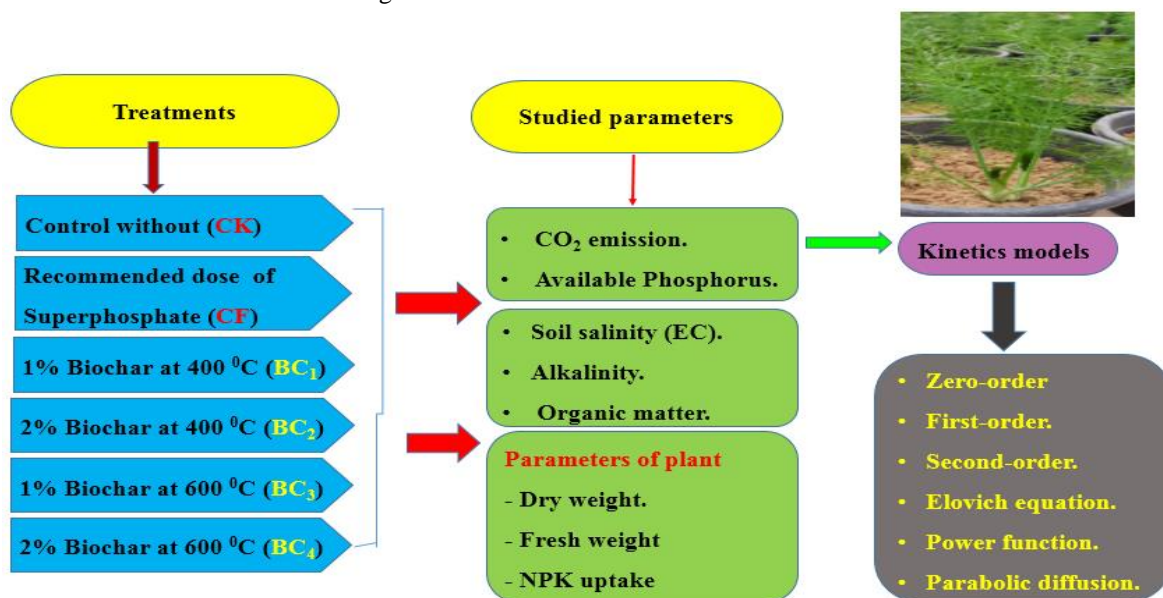 Treatments
Control without (CK)
Recommended dose of
Superphosphate (CF)
1% Biochar at 400 ⁰C (BC₁)
2% Biochar at 400 ⁰C (BC₂)
1% Biochar at 600 ⁰C (BC₃)
2% Biochar at 600 ⁰C (BC₄)
Studied parameters
• CO₂ emission.
• Available Phosphorus.
• Soil salinity (EC).
• Alkalinity.
• Organic matter.
Parameters of plant
- Dry weight.
- Fresh weight
- NPK uptake
Kinetics models
• Zero-order
• First-order.
• Second-order.
• Elovich equation.
• Power function.
• Parabolic diffusion.